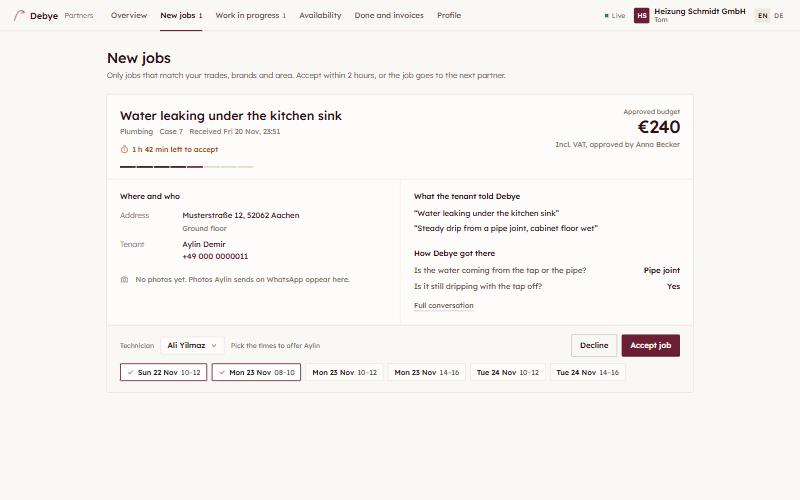 Debye Partners Overview New jobs 1 Work in progress 1 Availability Done and invoices Profile Live HS Heizung Schmidt GmbH Tom EN DE
New jobs
Only jobs that match your trades, brands and area. Accept within 2 hours, or the job goes to the next partner.
Water leaking under the kitchen sink
Plumbing Case 7 Received Fri 20 Nov, 23:51
1 h 42 min left to accept
Approved budget
€240
Incl. VAT, approved by Anna Becker
Where and who
Address Musterstraße 12, 52062 Aachen
Ground floor
Tenant Aylin Demir
+49 000 0000011
No photos yet. Photos Aylin sends on WhatsApp appear here.
What the tenant told Debye
“Water leaking under the kitchen sink”
“Steady drip from a pipe joint, cabinet floor wet”
How Debye got there
Is the water coming from the tap or the pipe? Pipe joint
Is it still dripping with the tap off? Yes
Full conversation
Technician Ali Yilmaz Pick the times to offer Aylin Decline Accept job
Sun 22 Nov 10–12 Mon 23 Nov 08–10 Mon 23 Nov 10–12 Mon 23 Nov 14–16 Tue 24 Nov 10–12 Tue 24 Nov 14–16